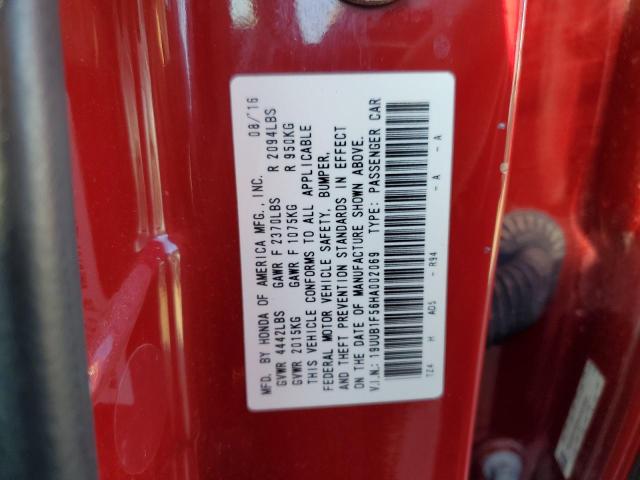 MFD. BY HONDA OF AMERICA MFG., INC. 08/'16
GVWR 4442LBS GAWR F 2370LBS R 2094LBS
GVWR 2015KG GAWR F 1075KG R 950KG
THIS VEHICLE CONFORMS TO ALL APPLICABLE
FEDERAL MOTOR VEHICLE SAFETY, BUMPER,
AND THEFT PREVENTION STANDARDS IN EFFECT
ON THE DATE OF MANUFACTURE SHOWN ABOVE.
V.I.N.: 19UUB1F56HA002069 TYPE: PASSENGER CAR
TZ4 H AD5 - R94 - A - A